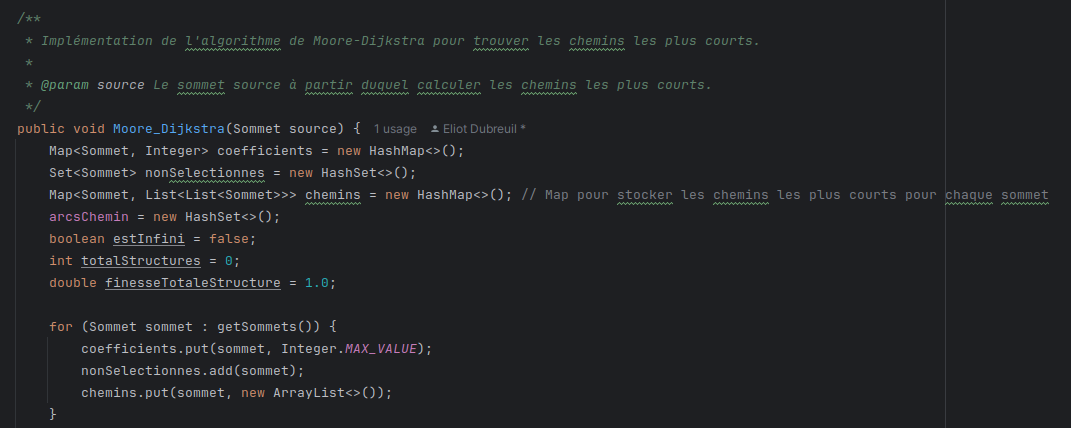 /**
 * Implémentation de l'algorithme de Moore-Dijkstra pour trouver les chemins les plus courts.
 *
 * @param source Le sommet source à partir duquel calculer les chemins les plus courts.
 */
public void Moore_Dijkstra(Sommet source) { 1 usage Eliot Dubreuil *
    Map<Sommet, Integer> coefficients = new HashMap<>();
    Set<Sommet> nonSelectionnes = new HashSet<>();
    Map<Sommet, List<List<Sommet>>> chemins = new HashMap<>(); // Map pour stocker les chemins les plus courts pour chaque sommet
    arcsChemin = new HashSet<>();
    boolean estInfini = false;
    int totalStructures = 0;
    double finesseTotaleStructure = 1.0;
    for (Sommet sommet : getSommets()) {
        coefficients.put(sommet, Integer.MAX_VALUE);
        nonSelectionnes.add(sommet);
        chemins.put(sommet, new ArrayList<>());
    }